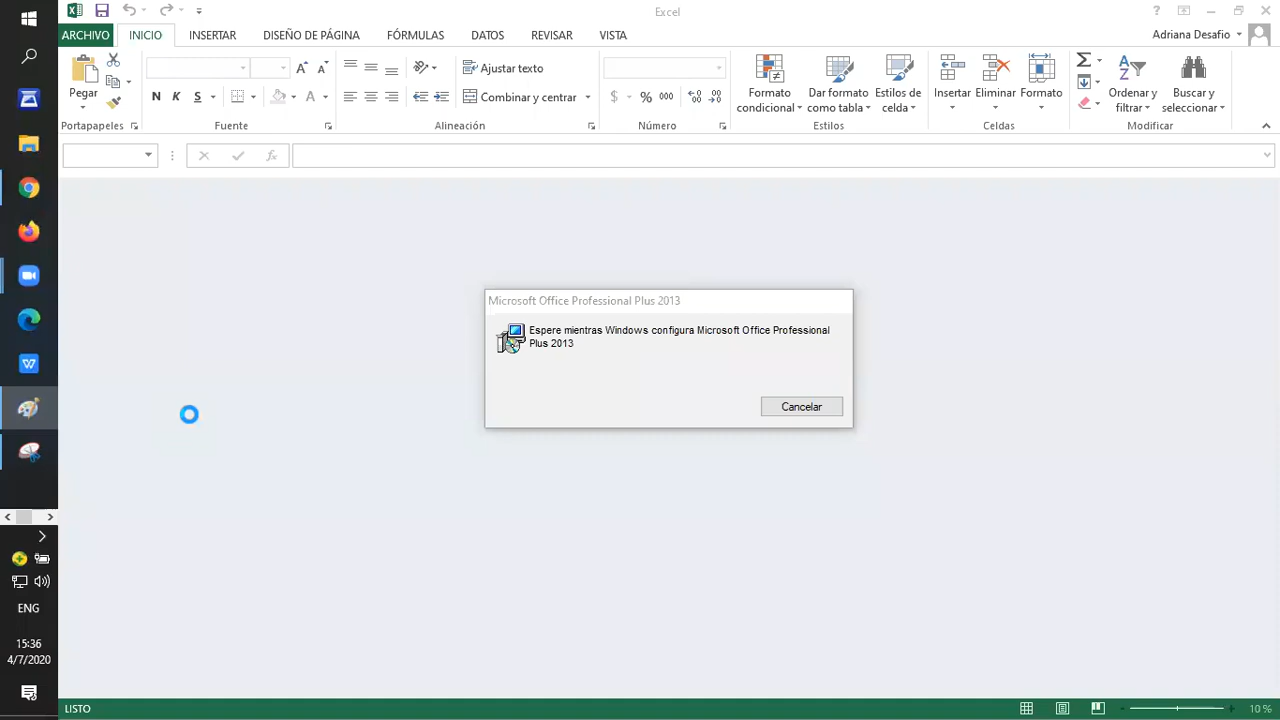 Excel
Adriana Desafio
ARCHIVO INICIO INSERTAR DISEÑO DE PÁGINA FÓRMULAS DATOS REVISAR VISTA
Pegar
Portapapeles
N K S
A A
A
Fuente
Ajustar texto
Combinar y centrar
Alineación
$ % 000
Número
Formato
condicional
Dar formato
como tabla
Estilos de
celda
Estilos
Insertar
Eliminar
Formato
Celdas
Ordenar y
filtrar
Buscar y
seleccionar
Modificar
fx
Microsoft Office Professional Plus 2013
Espere mientras Windows configura Microsoft Office Professional
Plus 2013
Cancelar
ENG
15:36
4/7/2020
LISTO
10 %